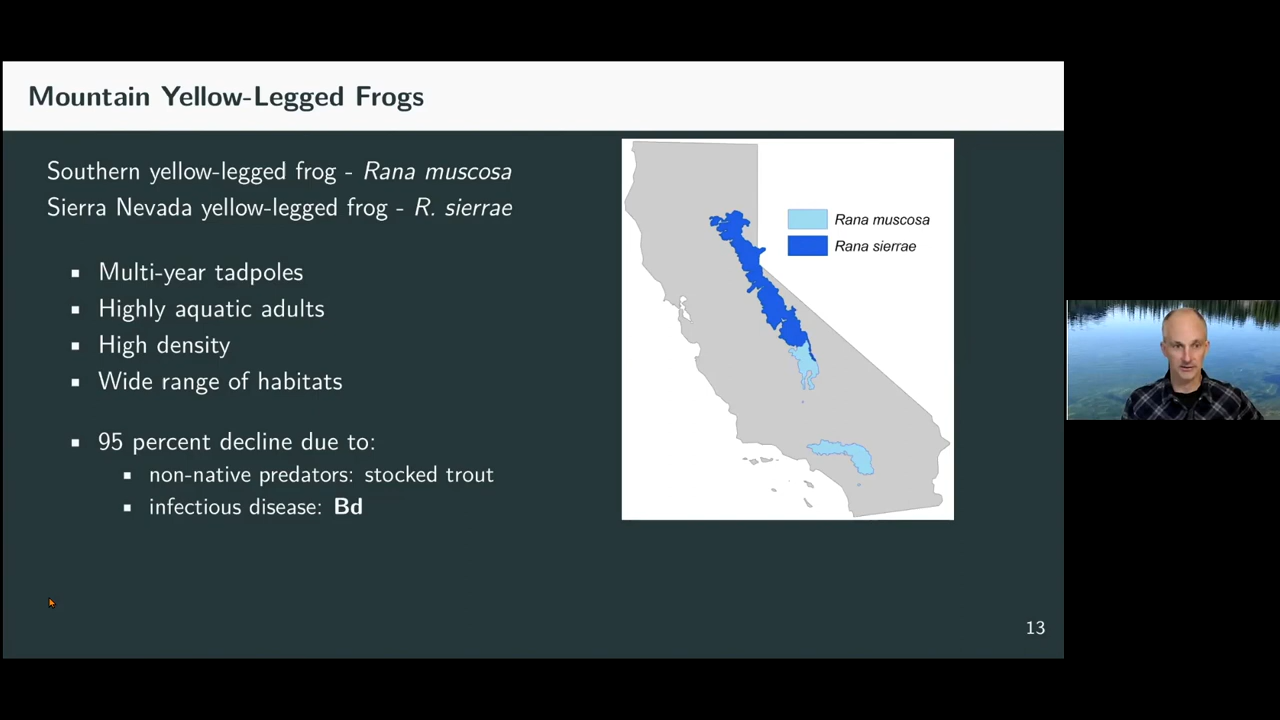 Mountain Yellow-Legged Frogs
Southern yellow-legged frog - Rana muscosa
Sierra Nevada yellow-legged frog - R. sierrae
▪ Multi-year tadpoles
▪ Highly aquatic adults
▪ High density
▪ Wide range of habitats
▪ 95 percent decline due to:
▪ non-native predators: stocked trout
▪ infectious disease: Bd
Rana muscosa
Rana sierrae
13